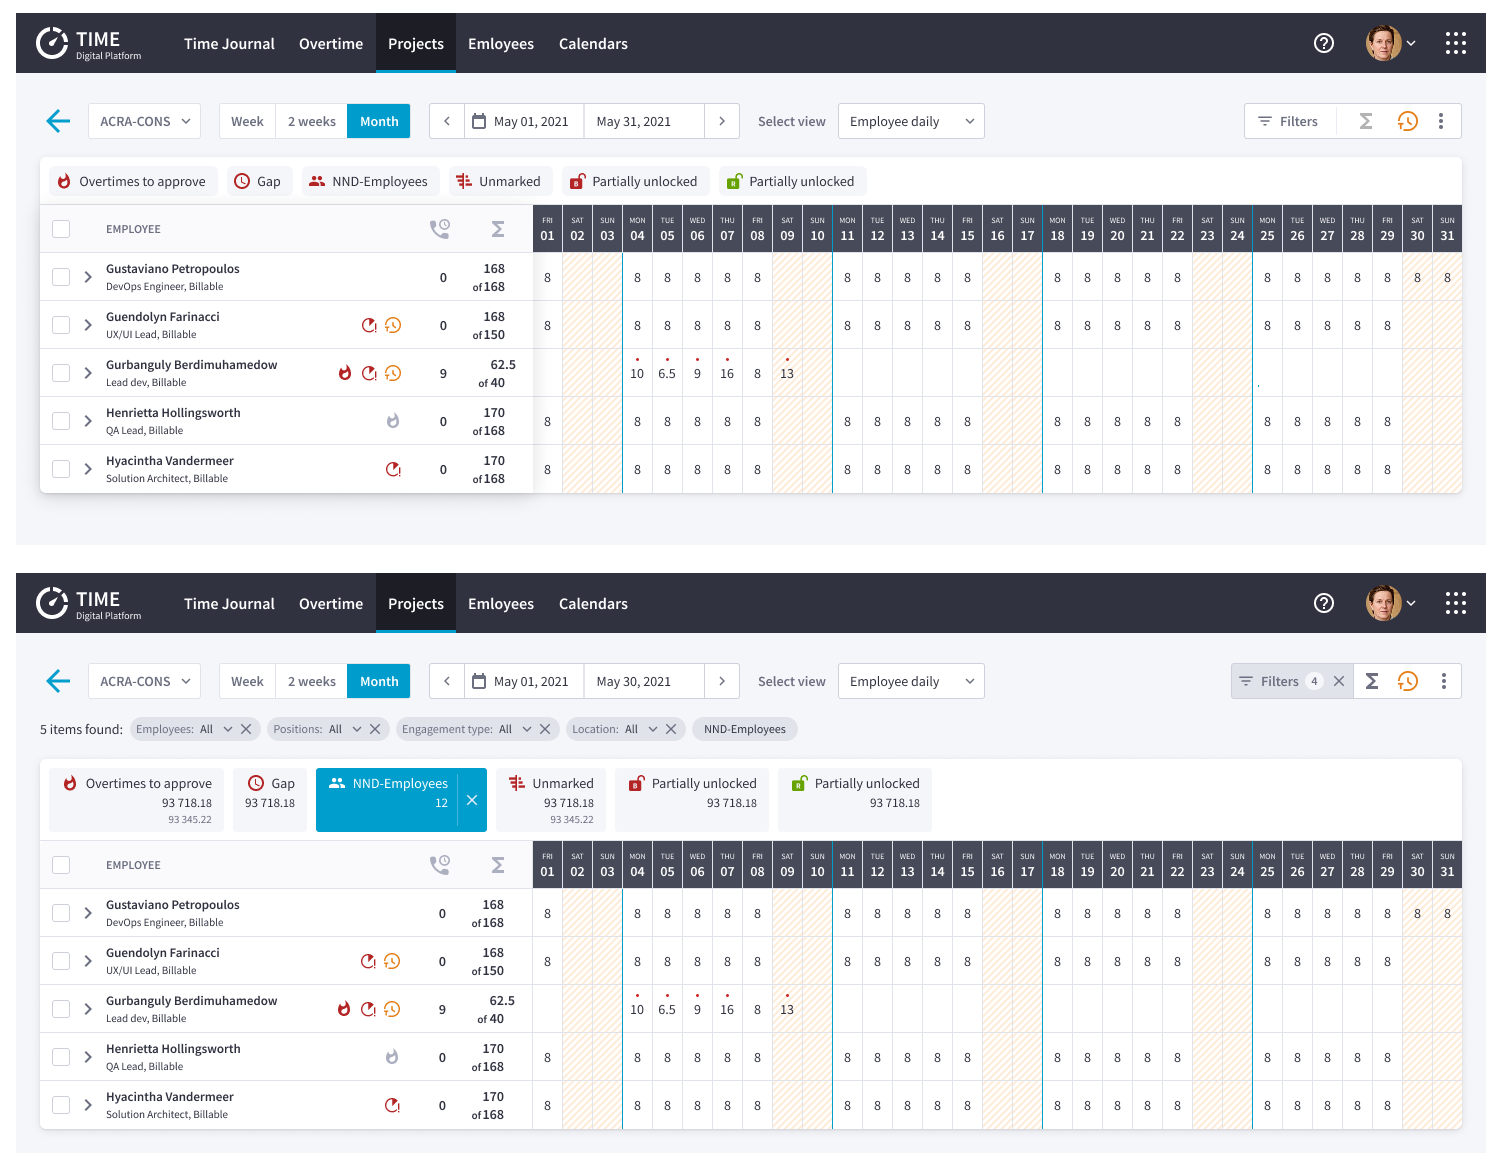 TIME
Digital Platform
Time Journal Overtime Projects Emloyees Calendars
ACRA-CONS Week 2 weeks Month May 01, 2021 May 31, 2021 Select view Employee daily Filters
Overtimes to approve Gap NND-Employees Unmarked B Partially unlocked R Partially unlocked
EMPLOYEE Σ FRI 01 SAT 02 SUN 03 MON 04 TUE 05 WED 06 THU 07 FRI 08 SAT 09 SUN 10 MON 11 TUE 12 WED 13 THU 14 FRI 15 SAT 16 SUN 17 MON 18 TUE 19 WED 20 THU 21 FRI 22 SAT 23 SUN 24 MON 25 TUE 26 WED 27 THU 28 FRI 29 SAT 30 SUN 31
Gustaviano Petropoulos 0 168 8 8 8 8 8 8 8 8 8 8 8 8 8 8 8 8 8 8 8 8 8 8 8
DevOps Engineer, Billable of 168
Guendolyn Farinacci 0 168 8 8 8 8 8 8 8 8 8 8 8 8 8 8 8 8 8 8 8 8 8
UX/UI Lead, Billable of 150
Gurbanguly Berdimuhamedow 9 62.5 10 6.5 9 16 8 13
Lead dev, Billable of 40
Henrietta Hollingsworth 0 170 8 8 8 8 8 8 8 8 8 8 8 8 8 8 8 8 8 8 8 8 8
QA Lead, Billable of 168
Hyacintha Vandermeer 0 170 8 8 8 8 8 8 8 8 8 8 8 8 8 8 8 8 8 8 8 8 8
Solution Architect, Billable of 168
TIME
Digital Platform
Time Journal Overtime Projects Emloyees Calendars
ACRA-CONS Week 2 weeks Month May 01, 2021 May 30, 2021 Select view Employee daily Filters 4 Σ
5 items found: Employees: All Positions: All Engagement type: All Location: All NND-Employees
Overtimes to approve Gap NND-Employees Unmarked B Partially unlocked R Partially unlocked
93 718.18 93 718.18 12 93 718.18 93 718.18 93 718.18
93 345.22 93 345.22
EMPLOYEE Σ FRI 01 SAT 02 SUN 03 MON 04 TUE 05 WED 06 THU 07 FRI 08 SAT 09 SUN 10 MON 11 TUE 12 WED 13 THU 14 FRI 15 SAT 16 SUN 17 MON 18 TUE 19 WED 20 THU 21 FRI 22 SAT 23 SUN 24 MON 25 TUE 26 WED 27 THU 28 FRI 29 SAT 30 SUN 31
Gustaviano Petropoulos 0 168 8 8 8 8 8 8 8 8 8 8 8 8 8 8 8 8 8 8 8 8 8 8 8
DevOps Engineer, Billable of 168
Guendolyn Farinacci 0 168 8 8 8 8 8 8 8 8 8 8 8 8 8 8 8 8 8 8 8 8 8
UX/UI Lead, Billable of 150
Gurbanguly Berdimuhamedow 9 62.5 10 6.5 9 16 8 13
Lead dev, Billable of 40
Henrietta Hollingsworth 0 170 8 8 8 8 8 8 8 8 8 8 8 8 8 8 8 8 8 8 8 8 8
QA Lead, Billable of 168
Hyacintha Vandermeer 0 170 8 8 8 8 8 8 8 8 8 8 8 8 8 8 8 8 8 8 8 8 8
Solution Architect, Billable of 168